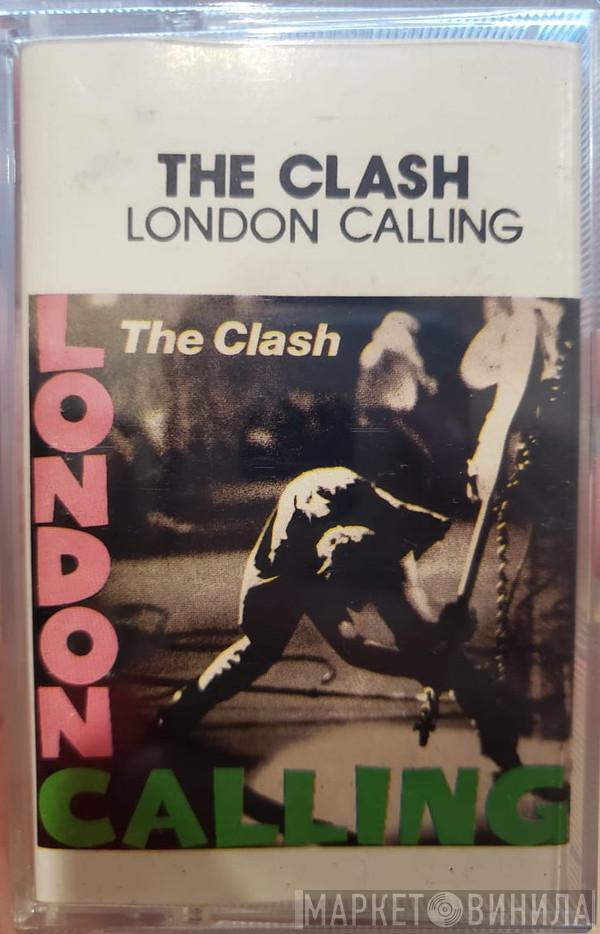 THE CLASH
LONDON CALLING
The Clash
LONDON
CALLING
МАРКЕТ ВИНИЛА